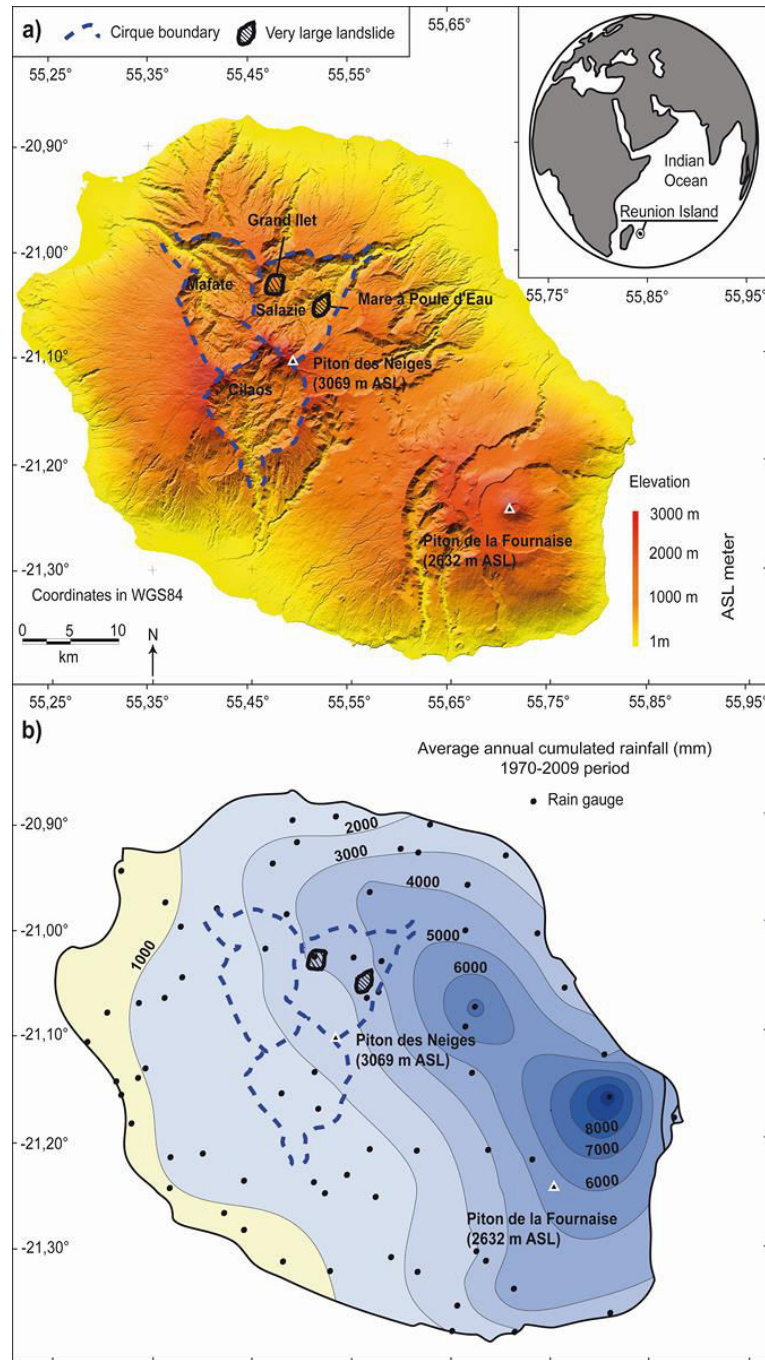 a)
Cirque boundary
Very large landslide
55,65°
55,25° 55,35° 55,45° 55,55°
-20,90°
-21,00°
-21,10°
-21,20°
-21,30°
Indian
Ocean
Reunion Island
55,75° 55,85° 55,95°
Grand Ilet
Mafate
Salazie
Mare à Poule d'Eau
Piton des Neiges
(3069 m ASL)
Cilaos
Piton de la Fournaise
(2632 m ASL)
Elevation
3000 m
2000 m
1000 m
1m
ASL meter
Coordinates in WGS84
0 5 10
km
N
55,25° 55,35° 55,45° 55,55° 55,65° 55,75° 55,85° 55,95°
b)
Average annual cumulated rainfall (mm)
1970-2009 period
Rain gauge
-20,90°
-21,00°
-21,10°
-21,20°
-21,30°
2000
3000
4000
5000
6000
1000
Piton des Neiges
(3069 m ASL)
8000
7000
6000
Piton de la Fournaise
(2632 m ASL)